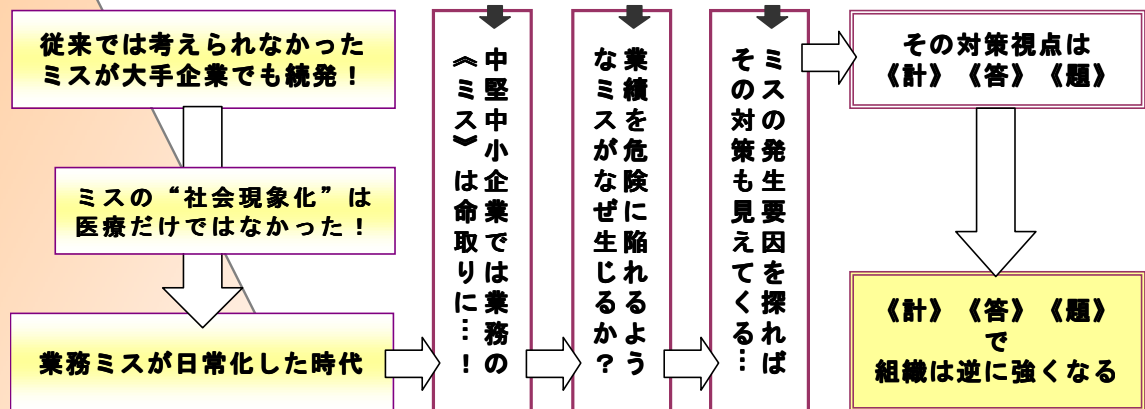 従来では考えられなかった
ミスが大手企業でも続発！
ミスの“社会現象化”は
医療だけではなかった！
業務ミスが日常化した時代
中堅中小企業では業務の
《ミス》は命取りに…！
業績を危険に陥れるよう
なミスがなぜ生じるか？
ミスの発生要因を探れば
その対策も見えてくる…
その対策視点は
《計》《答》《題》
《計》《答》《題》
で
組織は逆に強くなる